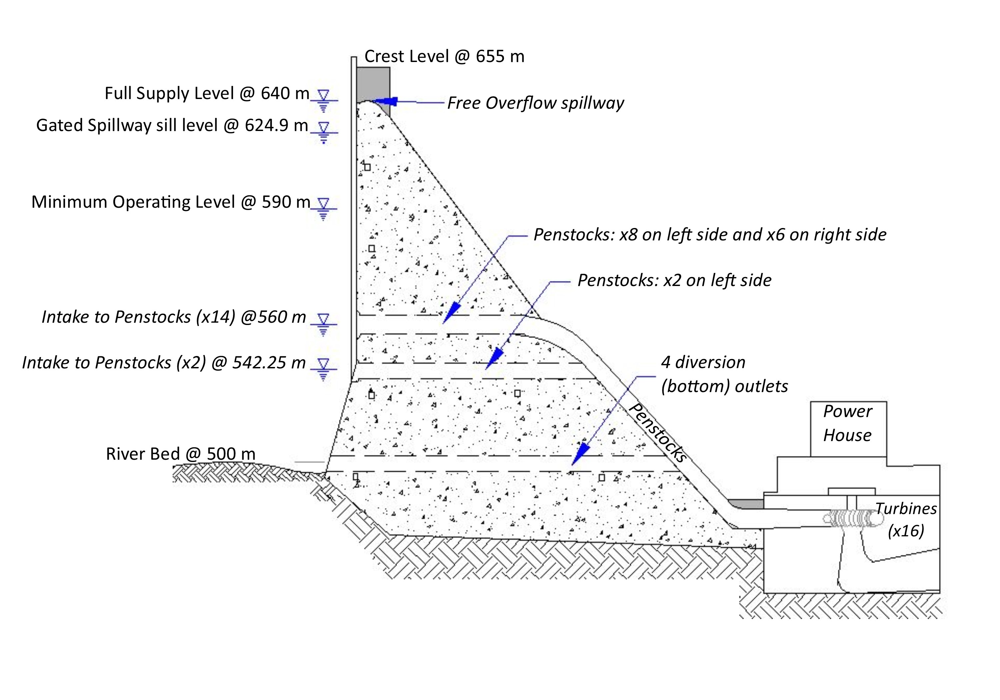 Crest Level @ 655 m
Full Supply Level @ 640 m
Free Overflow spillway
Gated Spillway sill level @ 624.9 m
Minimum Operating Level @ 590 m
Penstocks: x8 on left side and x6 on right side
Penstocks: x2 on left side
Intake to Penstocks (x14) @560 m
Intake to Penstocks (x2) @ 542.25 m
4 diversion
(bottom) outlets
Penstocks
Power
House
River Bed @ 500 m
Turbines
(x16)